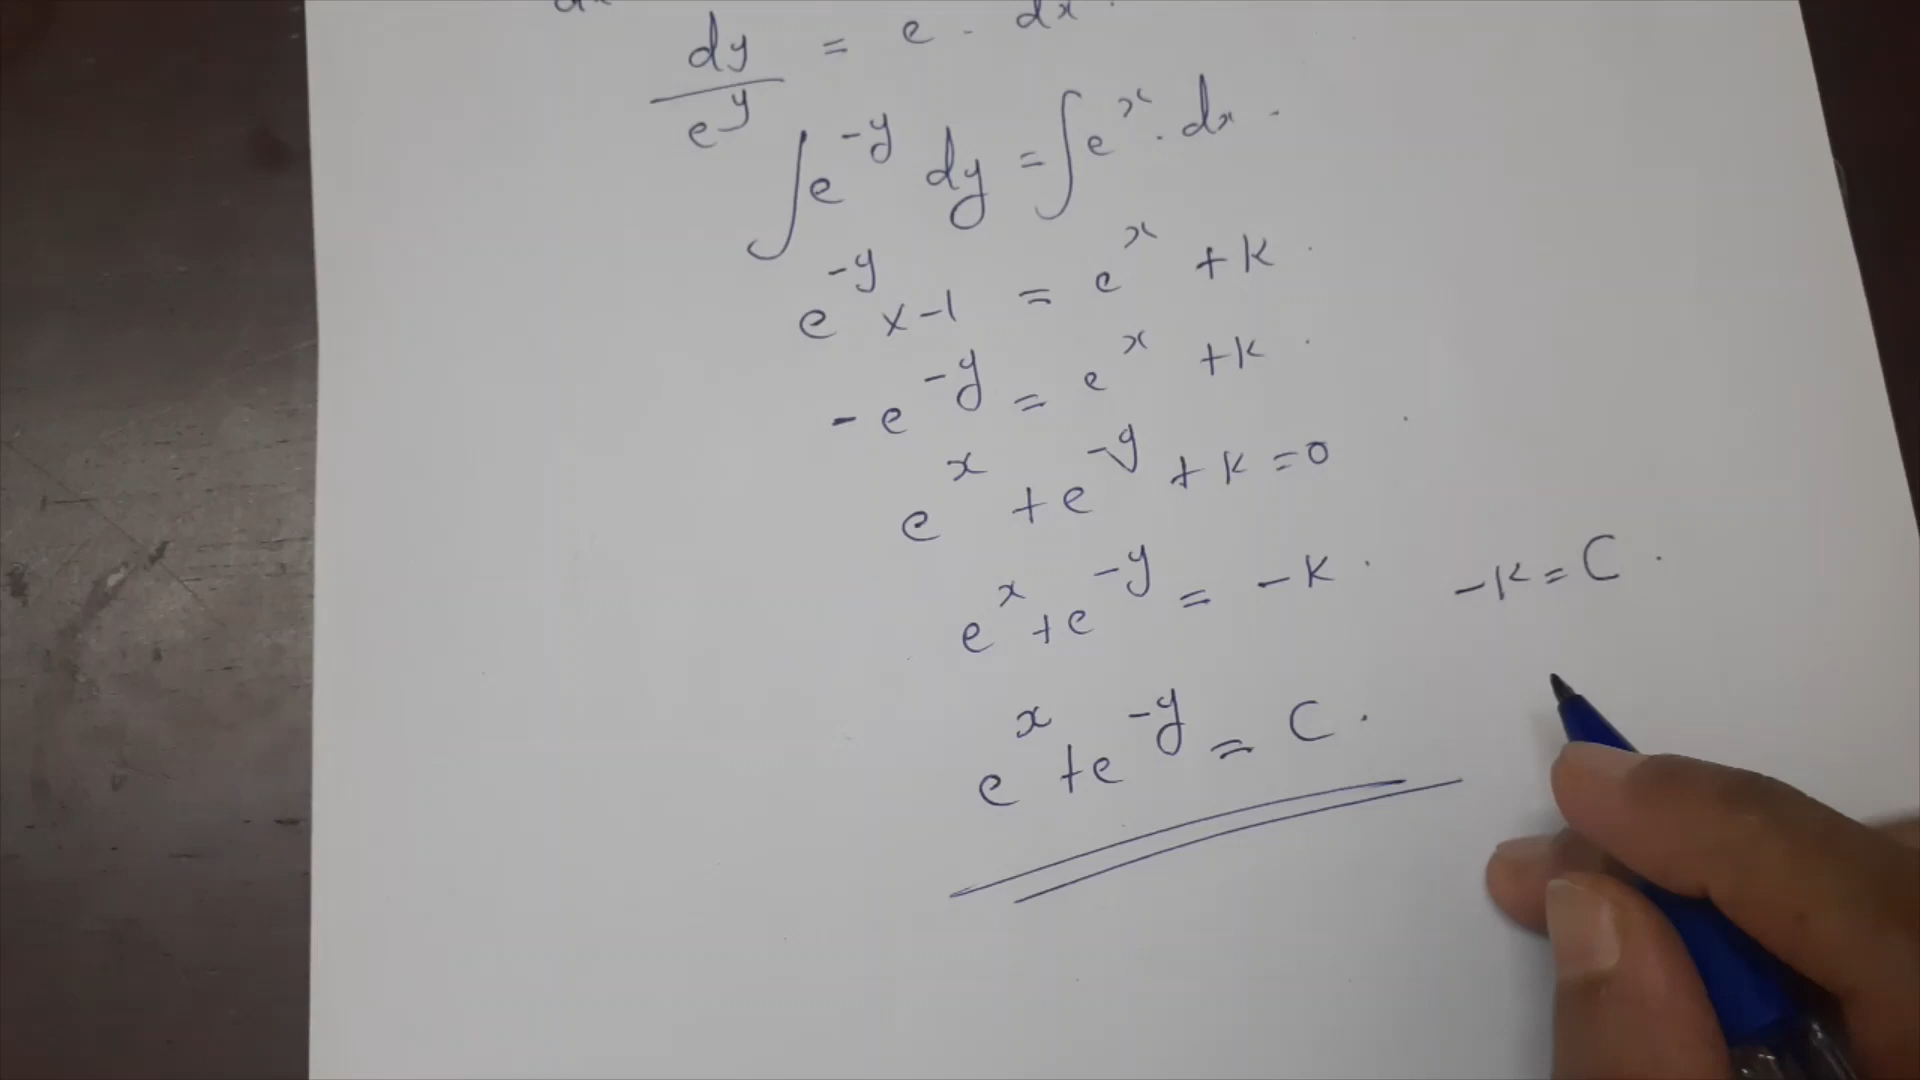 dy/e^y = e . dx.
∫e^-y dy = ∫e^x . dx.
e^-y x-1 = e^x + k.
-e^-y = e^x + k.
e^x + e^-y + k = 0
e^x + e^-y = -k. -k = C.
e^x + e^-y = C.